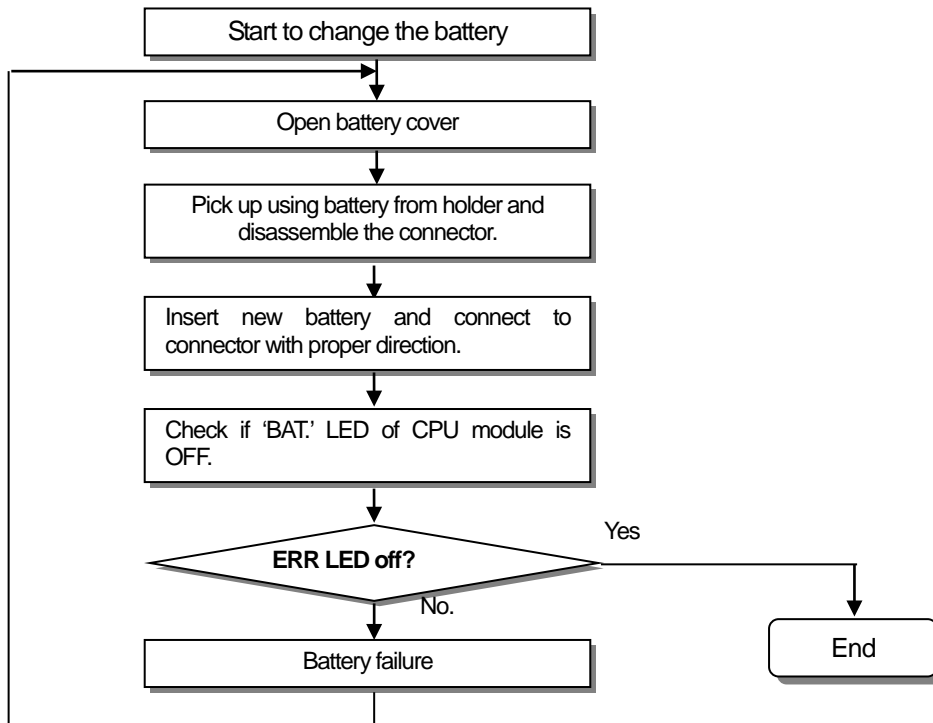 Start to change the battery
Open battery cover
Pick up using battery from holder and
disassemble the connector.
Insert new battery and connect to
connector with proper direction.
Check if ‘BAT.’ LED of CPU module is
OFF.
Yes
ERR LED off?
No.
End
Battery failure